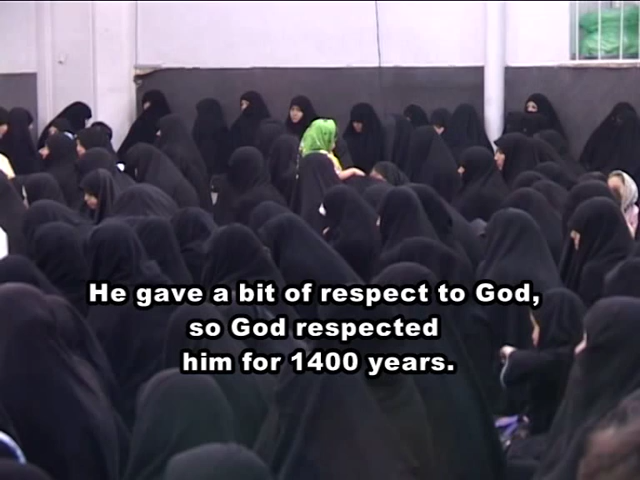 He gave a bit of respect to God,
so God respected
him for 1400 years.